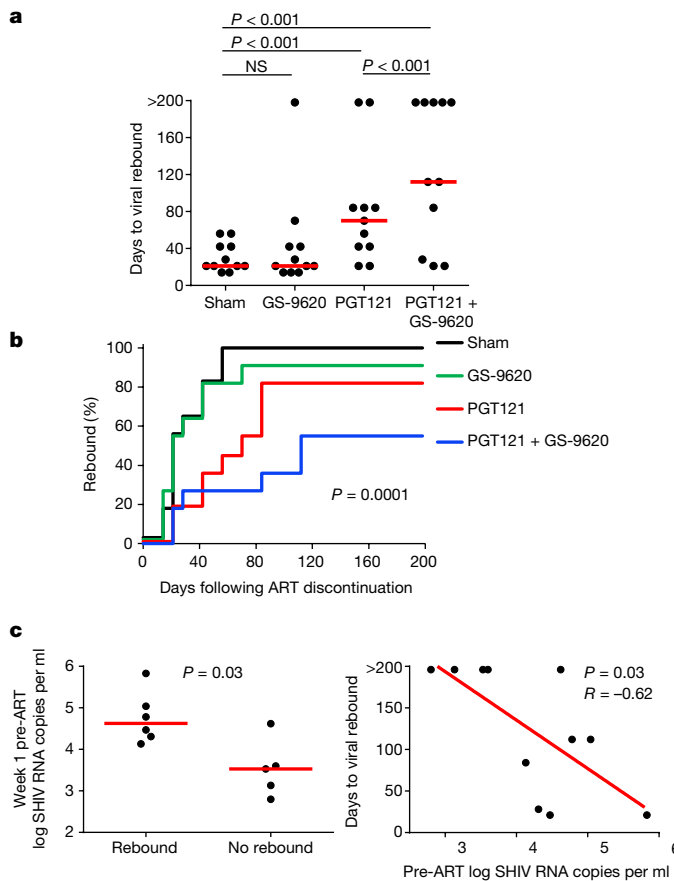 a
P < 0.001
P < 0.001
NS
P < 0.001
Days to viral rebound
>200
160
120
80
40
0
Sham
GS-9620
PGT121
PGT121 +
GS-9620
b
Rebound (%)
100
80
60
40
20
0
0
40
80
120
160
200
Days following ART discontinuation
P = 0.0001
Sham
GS-9620
PGT121
PGT121 + GS-9620
c
Week 1 pre-ART
log SHIV RNA copies per ml
6
5
4
3
2
P = 0.03
Rebound
No rebound
Days to viral rebound
>200
150
100
50
0
P = 0.03
R = −0.62
3
4
5
6
Pre-ART log SHIV RNA copies per ml